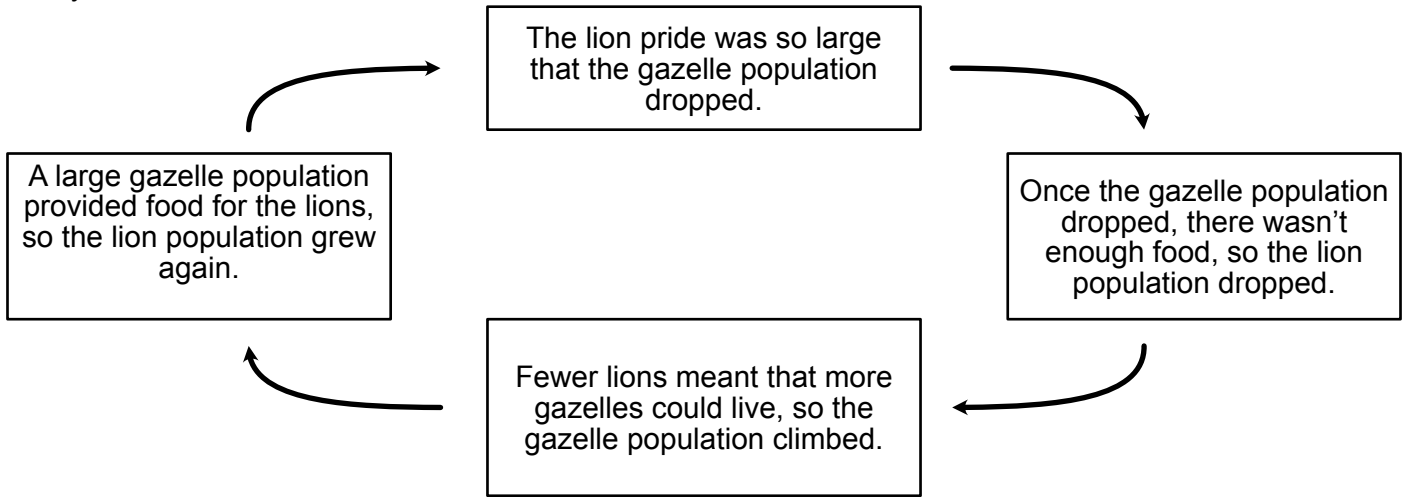 The lion pride was so large
that the gazelle population
dropped.
A large gazelle population
provided food for the lions,
so the lion population grew
again.
Once the gazelle population
dropped, there wasn’t
enough food, so the lion
population dropped.
Fewer lions meant that more
gazelles could live, so the
gazelle population climbed.